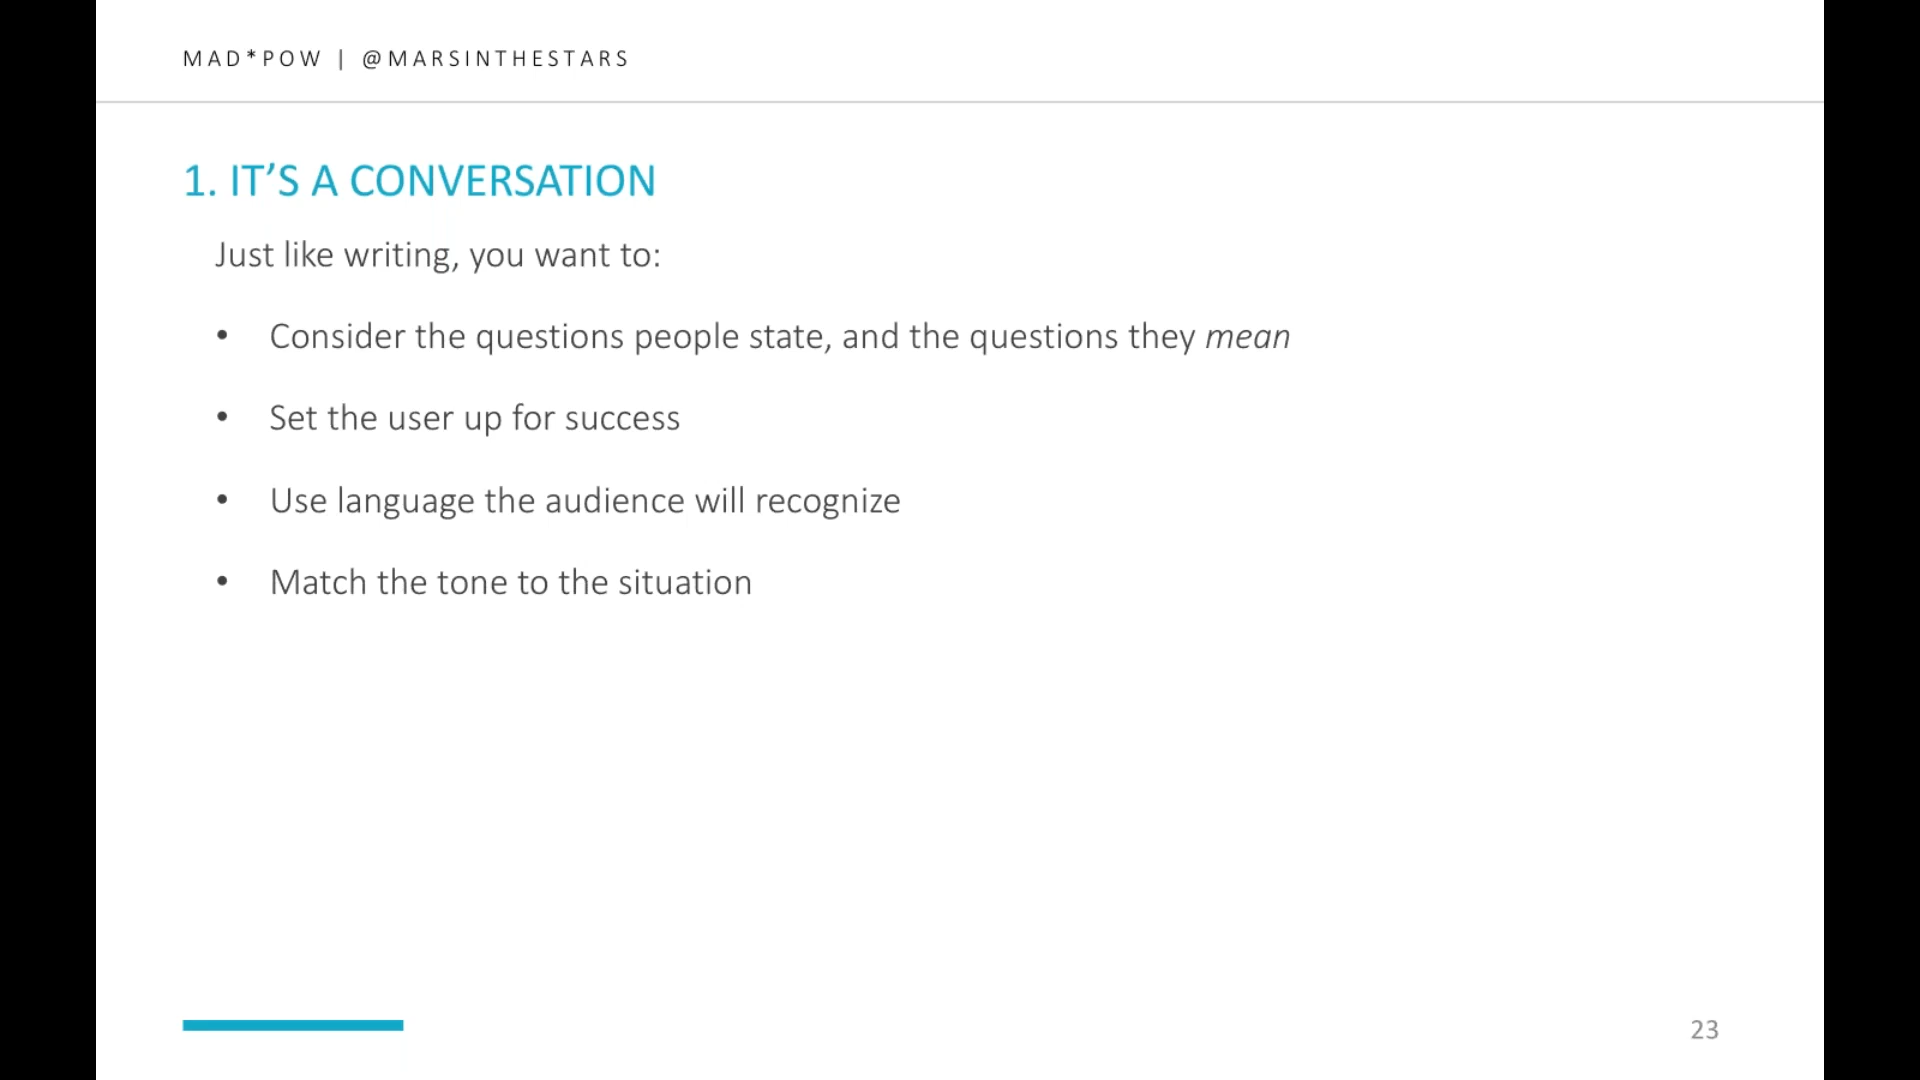 MAD*POW | @MARSINTHESTARS
1. IT’S A CONVERSATION
Just like writing, you want to:
• Consider the questions people state, and the questions they mean
• Set the user up for success
• Use language the audience will recognize
• Match the tone to the situation
23